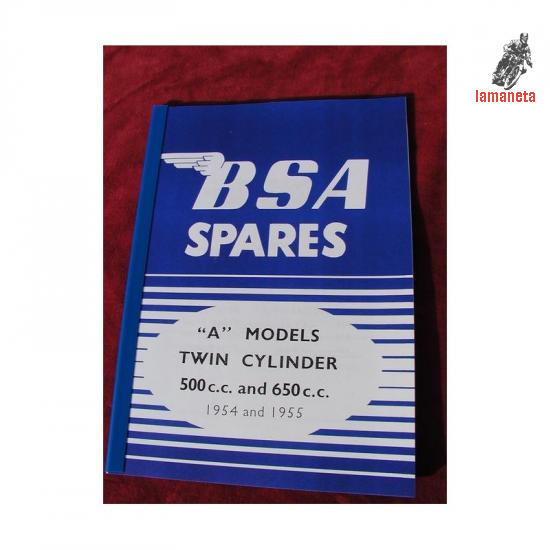 lamaneta
BSA
SPARES
"A" MODELS
TWIN CYLINDER
500 c.c. and 650 c.c.
1954 and 1955